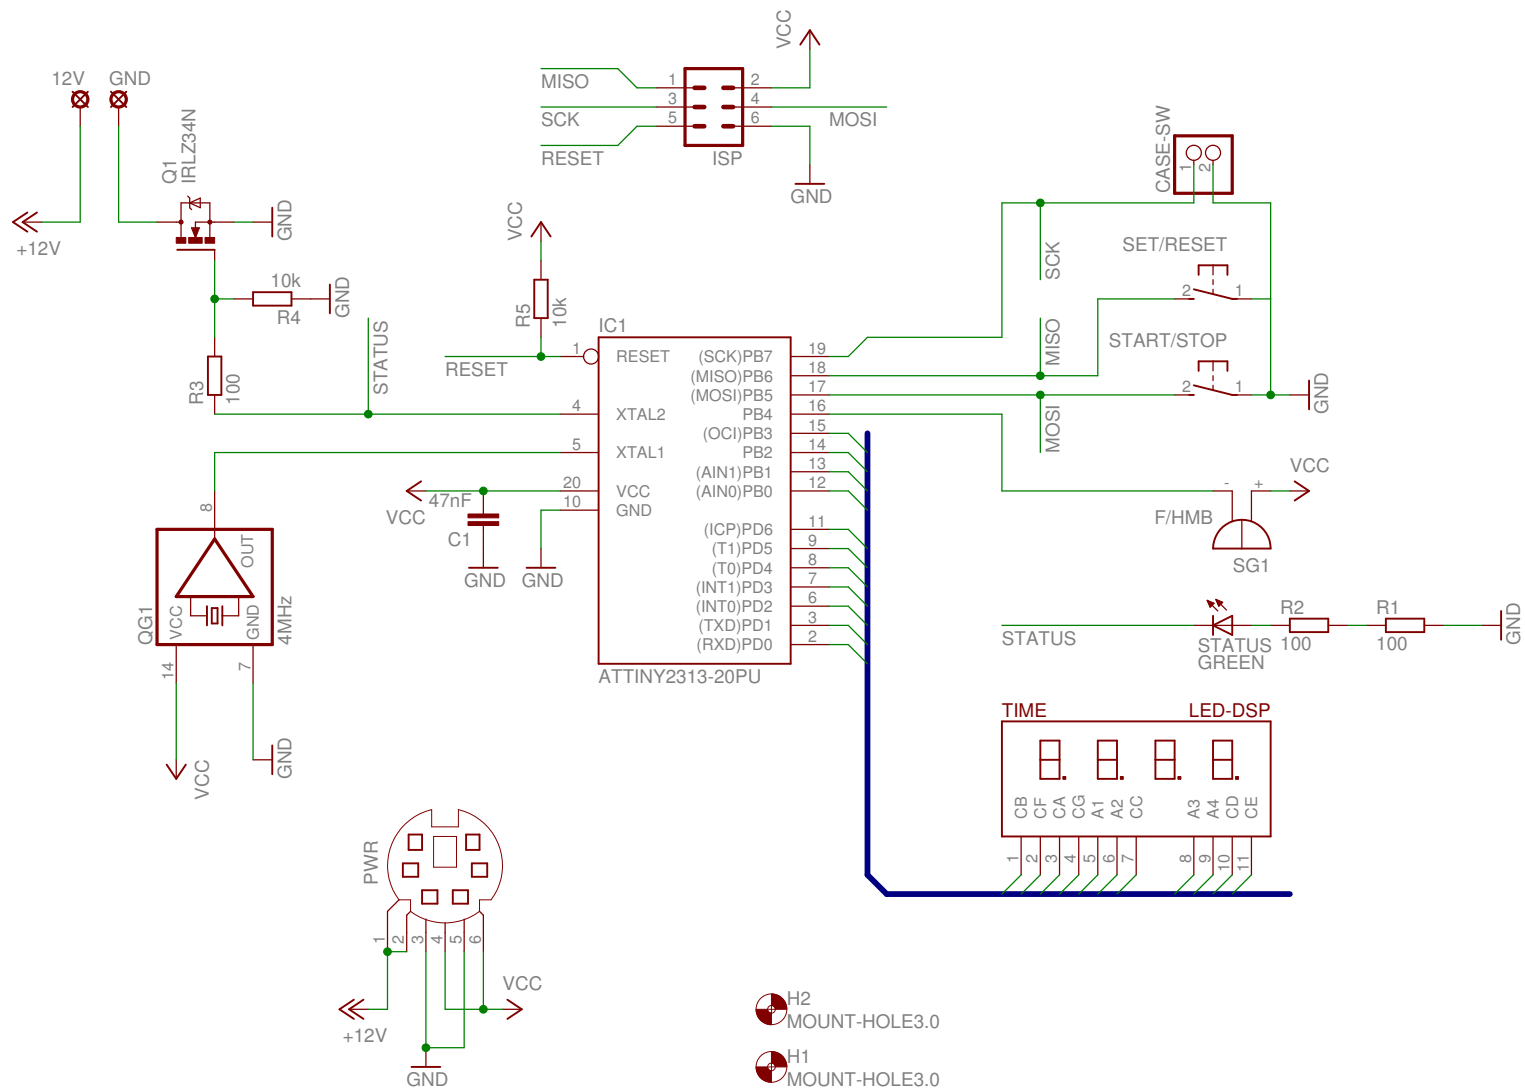 12V
GND
Q1
IRLZ34N
+12V
GND
10k
R4
GND
R3
100
STATUS
MISO
SCK
RESET
1
3
5
2
4
6
ISP
VCC
MOSI
GND
VCC
R5
10k
RESET
IC1
1
4
5
20
10
RESET
XTAL2
XTAL1
VCC
GND
(SCK)PB7
(MISO)PB6
(MOSI)PB5
PB4
(OCI)PB3
PB2
(AIN1)PB1
(AIN0)PB0
(ICP)PD6
(T1)PD5
(T0)PD4
(INT1)PD3
(INT0)PD2
(TXD)PD1
(RXD)PD0
19
18
17
16
15
14
13
12
11
9
8
7
6
3
2
ATTINY2313-20PU
VCC
47nF
C1
GND
GND
8
OUT
VCC
GND
QG1
4MHz
14
7
VCC
GND
CASE-SW
1
2
SCK
SET/RESET
2
1
MISO
START/STOP
2
1
GND
MOSI
VCC
-
+
F/HMB
SG1
STATUS
STATUS
GREEN
R2
100
R1
100
GND
TIME
LED-DSP
CB
CF
CA
CG
A1
A2
CC
A3
A4
CD
CE
1
2
3
4
5
6
7
8
9
10
11
PWR
1
2
3
4
5
6
VCC
+12V
GND
H2
MOUNT-HOLE3.0
H1
MOUNT-HOLE3.0